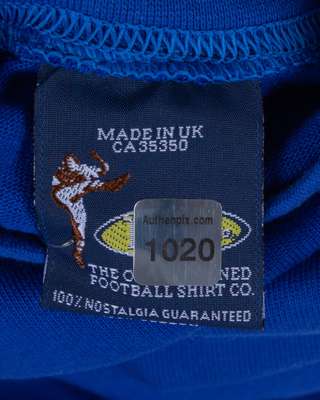 MADE IN UK
CA 35350
Authenpix.com
1020
THE O NED
FOOTBALL SHIRT CO.
100% NOSTALGIA GUARANTEED